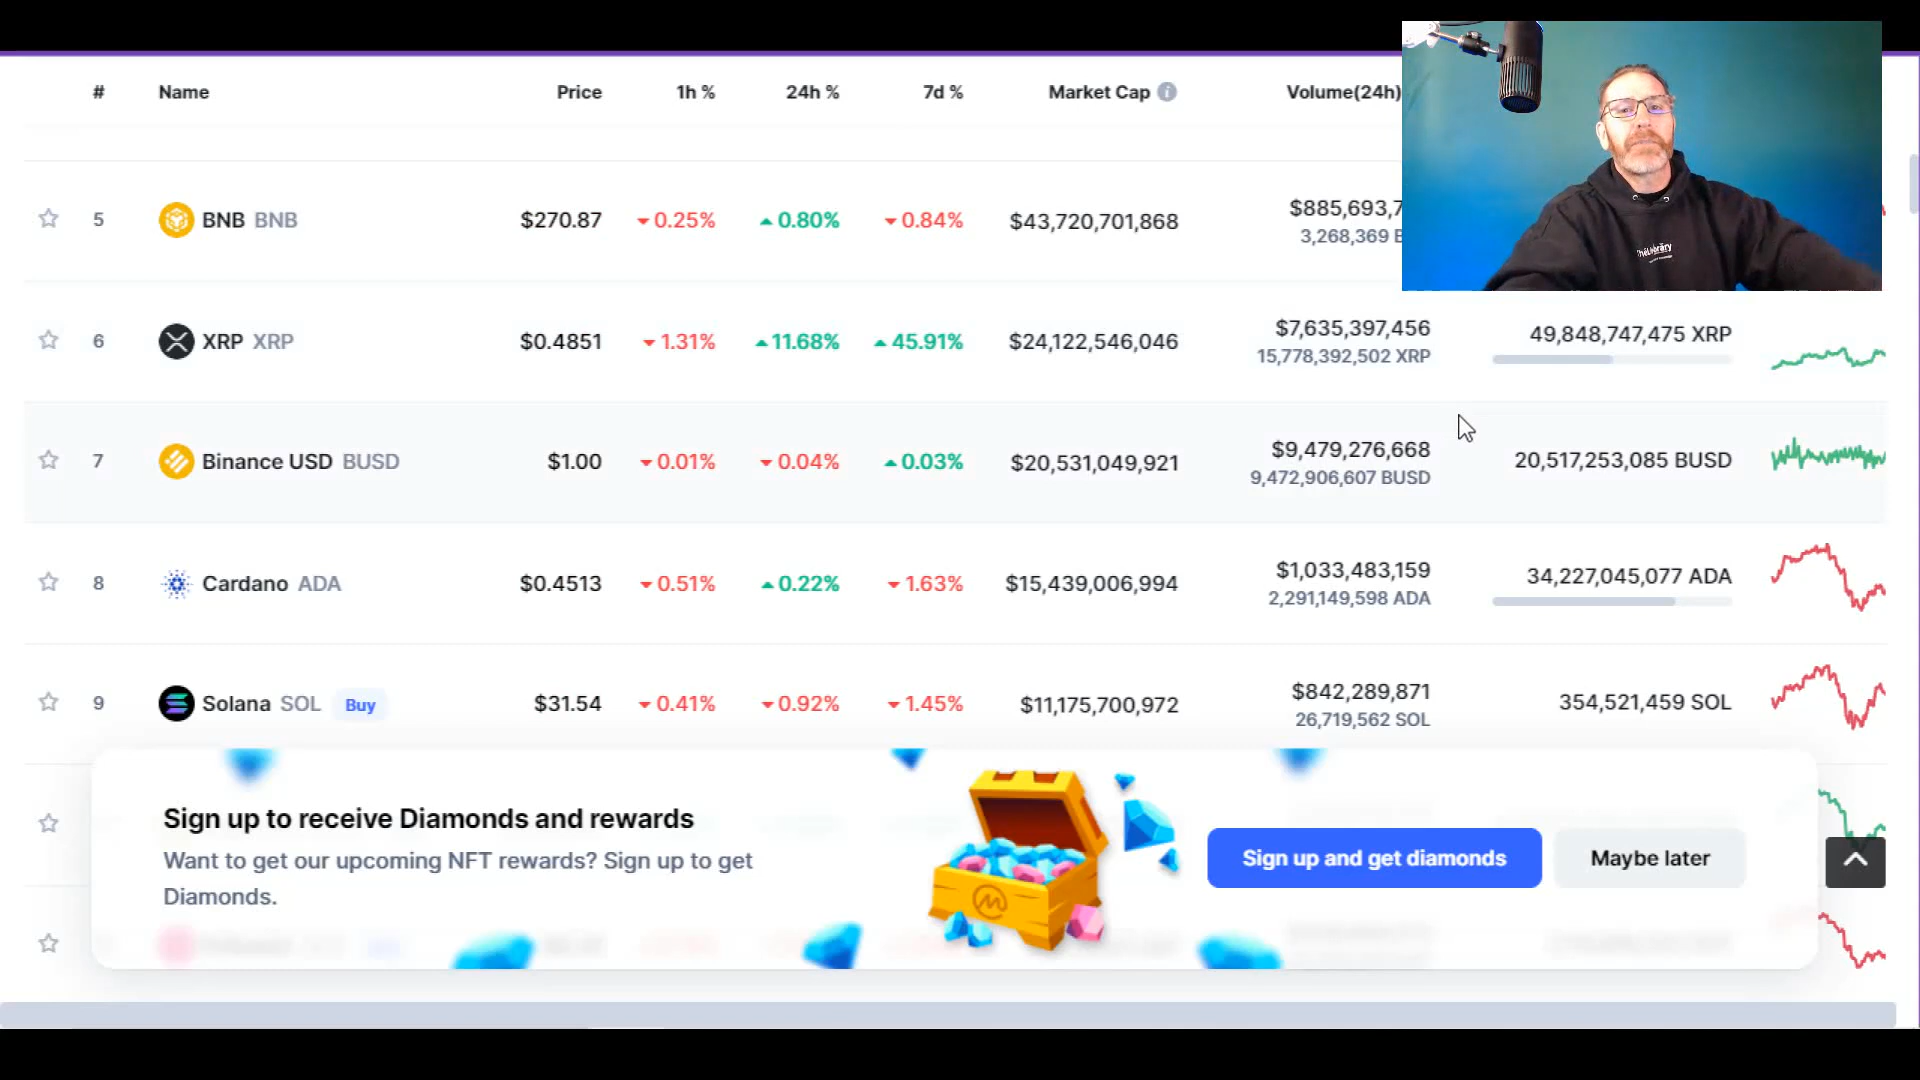 # Name Price 1h % 24h % 7d % Market Cap Volume(24h)
5 BNB BNB $270.87 0.25% 0.80% 0.84% $43,720,701,868 $885,693,7
3,268,369
6 XRP XRP $0.4851 1.31% 11.68% 45.91% $24,122,546,046 $7,635,397,456 49,848,747,475 XRP
15,778,392,502 XRP
7 Binance USD BUSD $1.00 0.01% 0.04% 0.03% $20,531,049,921 $9,479,276,668 20,517,253,085 BUSD
9,472,906,607 BUSD
8 Cardano ADA $0.4513 0.51% 0.22% 1.63% $15,439,006,994 $1,033,483,159 34,227,045,077 ADA
2,291,149,598 ADA
9 Solana SOL Buy $31.54 0.41% 0.92% 1.45% $11,175,700,972 $842,289,871 354,521,459 SOL
26,719,562 SOL
Sign up to receive Diamonds and rewards
Want to get our upcoming NFT rewards? Sign up to get
Diamonds.
Sign up and get diamonds
Maybe later